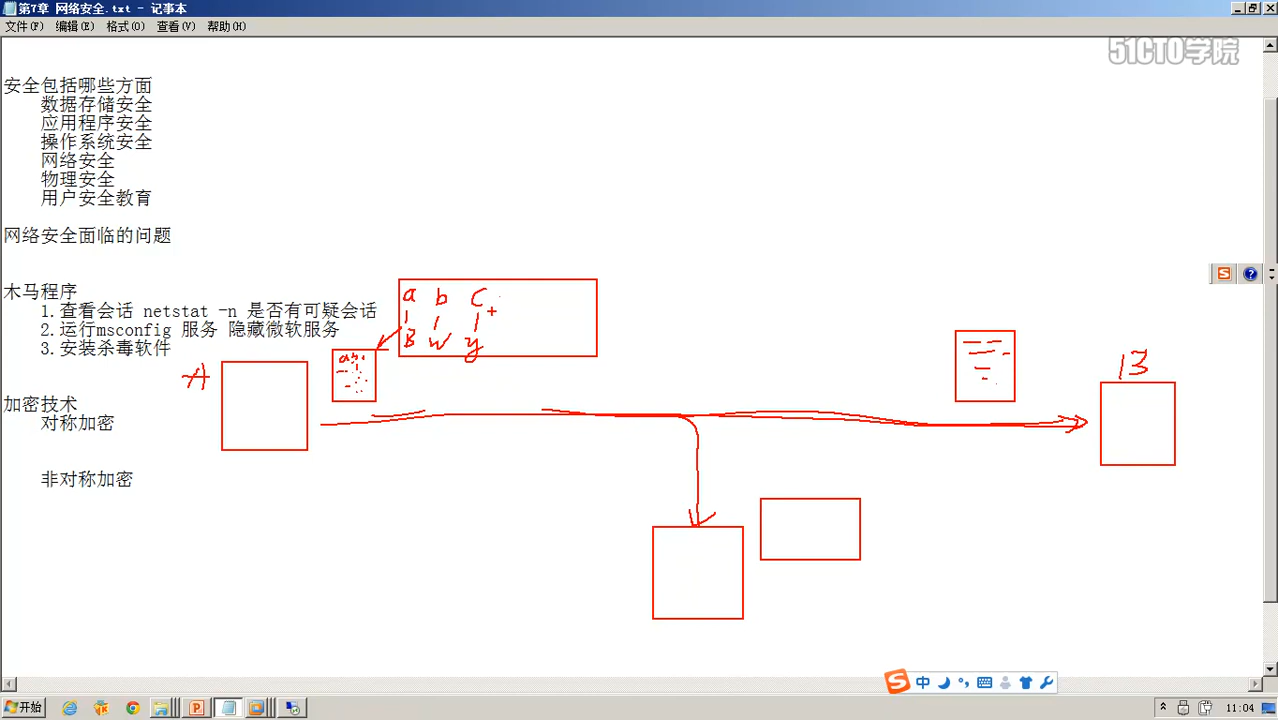 第7章 网络安全.txt - 记事本
文件(F) 编辑(E) 格式(O) 查看(V) 帮助(H)
51CTO学院
安全包括哪些方面
数据存储安全
应用程序安全
操作系统安全
网络安全
物理安全
用户安全教育
网络安全面临的问题
木马程序
1.查看会话 netstat -n 是否有可疑会话
2.运行msconfig 服务 隐藏微软服务
3.安装杀毒软件
a b c
B w y
A
B
加密技术
对称加密
非对称加密
中
开始
11:04